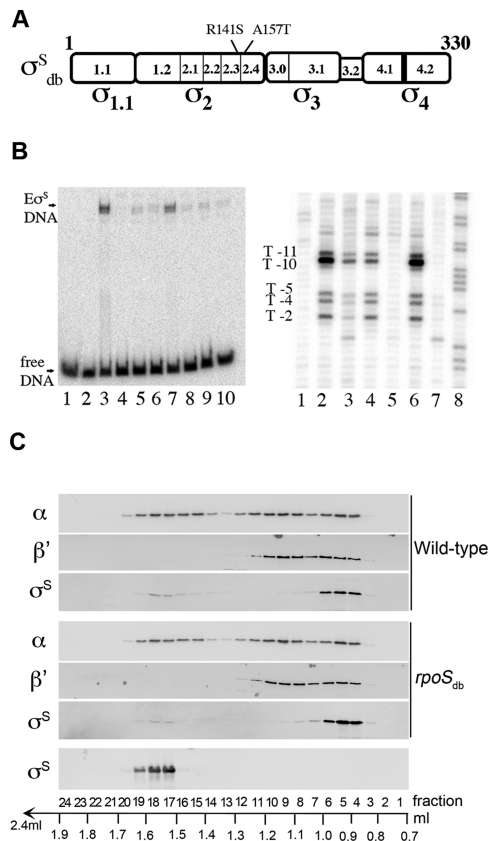 A
R141S A157T
1 330
σS db
1.1 1.2 2.1 2.2 2.3 2.4 3.0 3.1 3.2 4.1 4.2
σ1.1 σ2 σ3 σ4
B
EσS
DNA
free
DNA
1 2 3 4 5 6 7 8 9 10
T -11
T -10
T -5
T -4
T -2
1 2 3 4 5 6 7 8
C
α
β'
σS
Wild-type
α
β'
σS
rpoSdb
σS
24 23 22 21 20 19 18 17 16 15 14 13 12 11 10 9 8 7 6 5 4 3 2 1 fraction
2.4ml ml
1.9 1.8 1.7 1.6 1.5 1.4 1.3 1.2 1.1 1.0 0.9 0.8 0.7